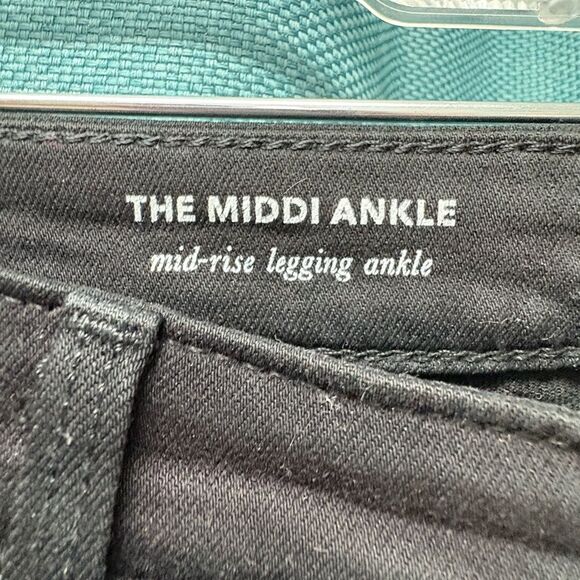 THE MIDDI ANKLE
mid-rise legging ankle